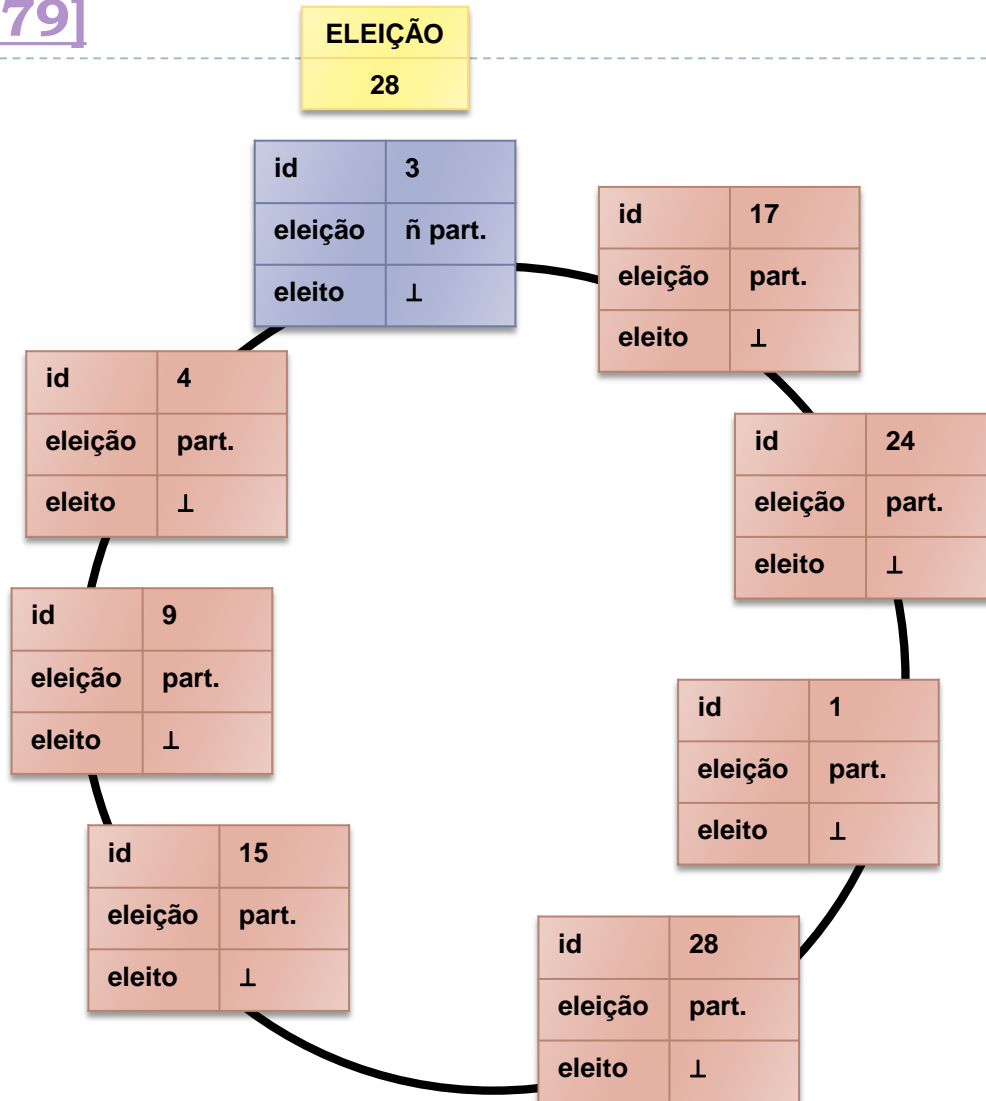 79]
ELEIÇÃO
28
id 3
eleição ñ part.
eleito ⊥
id 17
eleição part.
eleito ⊥
id 4
eleição part.
eleito ⊥
id 24
eleição part.
eleito ⊥
id 9
eleição part.
eleito ⊥
id 1
eleição part.
eleito ⊥
id 15
eleição part.
eleito ⊥
id 28
eleição part.
eleito ⊥